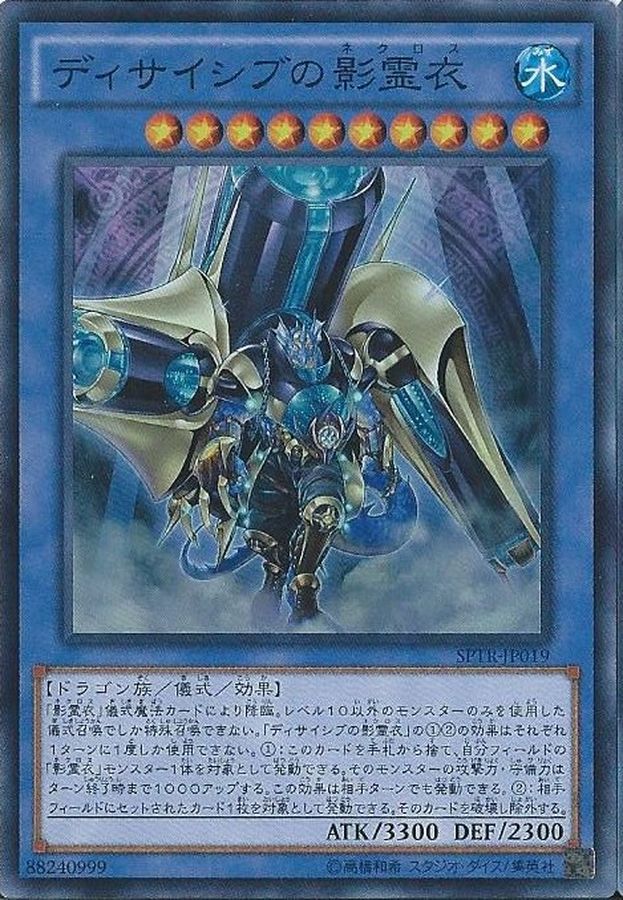 ネクロス
ディサイシブの影霊衣
みず
水
SPTR-JP019
【ドラゴン族／儀式／効果】
「影霊衣」儀式魔法カードにより降臨。レベル１０以外のモンスターのみを使用した
儀式召喚でしか特殊召喚できない。「ディサイシブの影霊衣」の①②の効果はそれぞれ
１ターンに１度しか使用できない。①：このカードを手札から捨て、自分フィールドの
「影霊衣」モンスター１体を対象として発動できる。そのモンスターの攻撃力・守備力は
ターン終了時まで１０００アップする。この効果は相手ターンでも発動できる。②：相手
フィールドにセットされたカード１枚を対象として発動できる。そのカードを破壊し除外する。
ATK/3300 DEF/2300
88240999
©高橋和希 スタジオ・ダイス/集英社